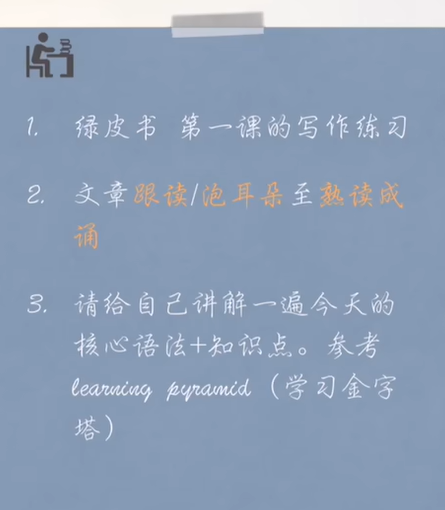 1. 绿皮书 第一课的写作练习
2. 文章跟读/泡耳朵至熟读成
诵
3. 请给自己讲解一遍今天的
核心语法+知识点。参考
learning pyramid（学习金字
塔）